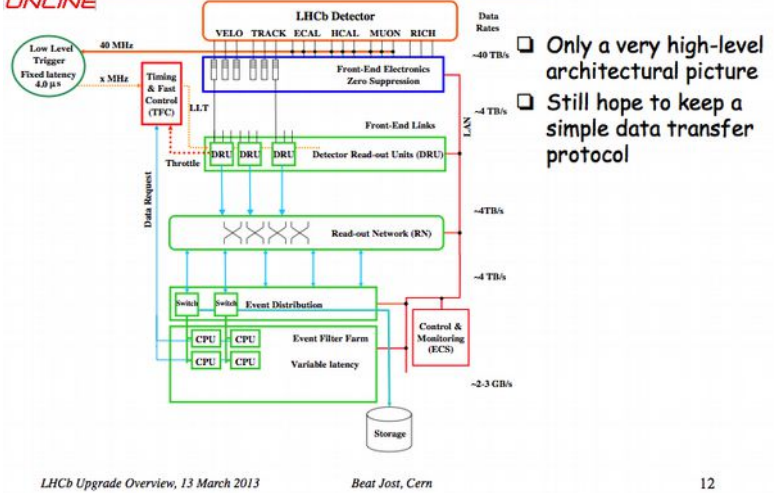 ONLINE
LHCb Detector
VELO TRACK ECAL HCAL MUON RICH
Data
Rates
Low Level
Trigger
Fixed latency
4.0 μs
40 MHz
x MHz
~40 TB/s
Front-End Electronics
Zero Suppression
Timing
& Fast
Control
(TFC)
LLT
~4 TB/s
LAN
Front-End Links
DRU DRU DRU
Detector Read-out Units (DRU)
Throttle
Data Request
~4TB/s
Read-out Network (RN)
~4 TB/s
Switch Switch Event Distribution
CPU CPU Event Filter Farm
CPU CPU Variable latency
Control &
Monitoring
(ECS)
~2-3 GB/s
Storage
❑ Only a very high-level
architectural picture
❑ Still hope to keep a
simple data transfer
protocol
LHCb Upgrade Overview, 13 March 2013 Beat Jost, Cern 12